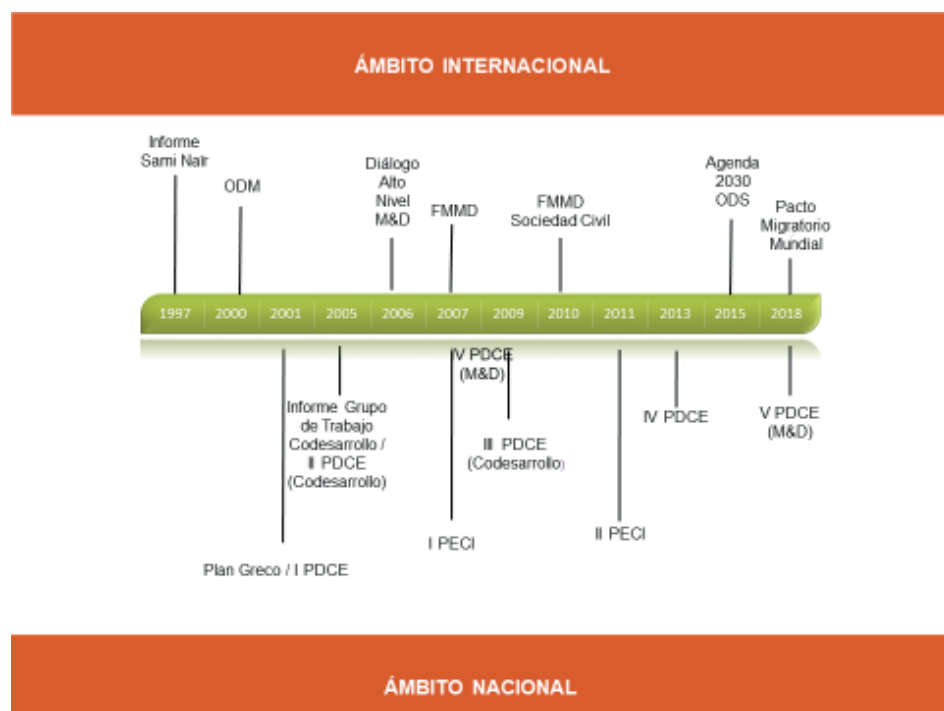 ÁMBITO INTERNACIONAL
Informe
Sami Naïr
ODM
Diálogo
Alto
Nivel
M&D
FMMD
FMMD
Sociedad Civil
Agenda
2030
ODS
Pacto
Migratorio
Mundial
1997 2000 2001 2005 2006 2007 2009 2010 2011 2013 2015 2018
IV PDCE
(M&D)
Informe Grupo
de Trabajo
Codesarrollo /
II PDCE
(Codesarrollo)
III PDCE
(Codesarrollo)
IV PDCE
V PDCE
(M&D)
I PECI
II PECI
Plan Greco / I PDCE
ÁMBITO NACIONAL